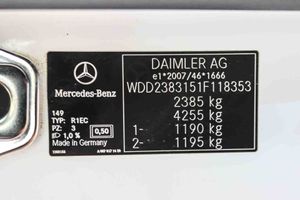 DAIMLER AG
e1*2007/46*1666
WDD2383151F118353
2385 kg
4255 kg
1- 1190 kg
2- 1195 kg
Mercedes-Benz
149
TYP: R1EC
PZ: 3 0,50
1,0 %
Made in Germany